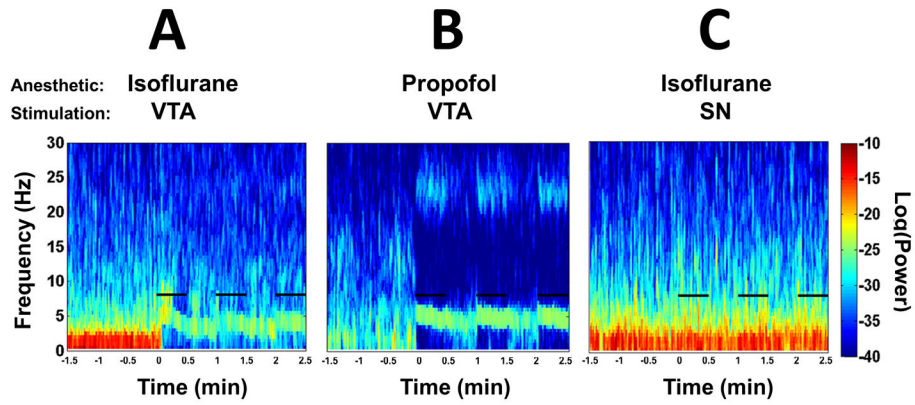 A B C
Anesthetic: Isoflurane Propofol Isoflurane
Stimulation: VTA VTA SN
Frequency (Hz)
30
25
20
15
10
5
0
-1.5 -1 -0.5 0 0.5 1 1.5 2 2.5
-1.5 -1 -0.5 0 0.5 1 1.5 2 2.5
-1.5 -1 -0.5 0 0.5 1 1.5 2 2.5
Time (min) Time (min) Time (min)
-10
-15
-20
-25
-30
-35
-40
Log(Power)